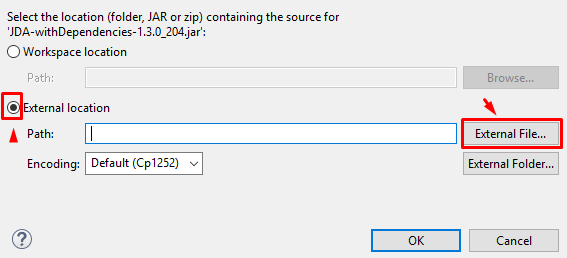 Select the location (folder, JAR or zip) containing the source for
'JDA-withDependencies-1.3.0_204.jar':
Workspace location
Path:
Browse...
External location
Path:
External File...
Encoding:
Default (Cp1252)
External Folder...
?
OK
Cancel